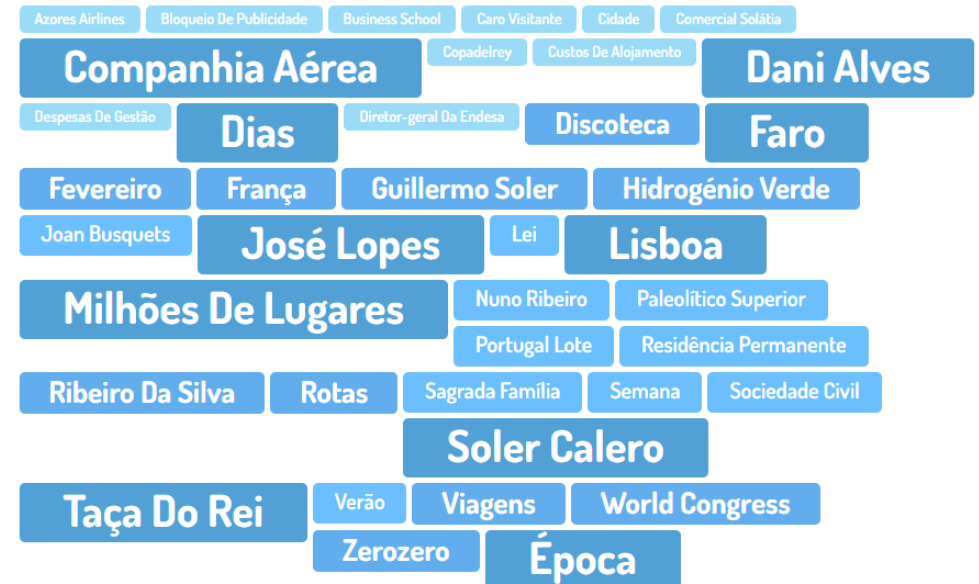 Azores Airlines Bloqueio De Publicidade Business School Caro Visitante Cidade Comercial Solátia
Companhia Aérea Copadelrey Custos De Alojamento Dani Alves
Despesas De Gestão Dias Diretor-geral Da Endesa Discoteca Faro
Fevereiro França Guillermo Soler Hidrogénio Verde
Joan Busquets José Lopes Lei Lisboa
Milhões De Lugares Nuno Ribeiro Paleolítico Superior
Portugal Lote Residência Permanente
Ribeiro Da Silva Rotas Sagrada Família Semana Sociedade Civil
Soler Calero
Taça Do Rei Verão Viagens World Congress
Zerozero Época